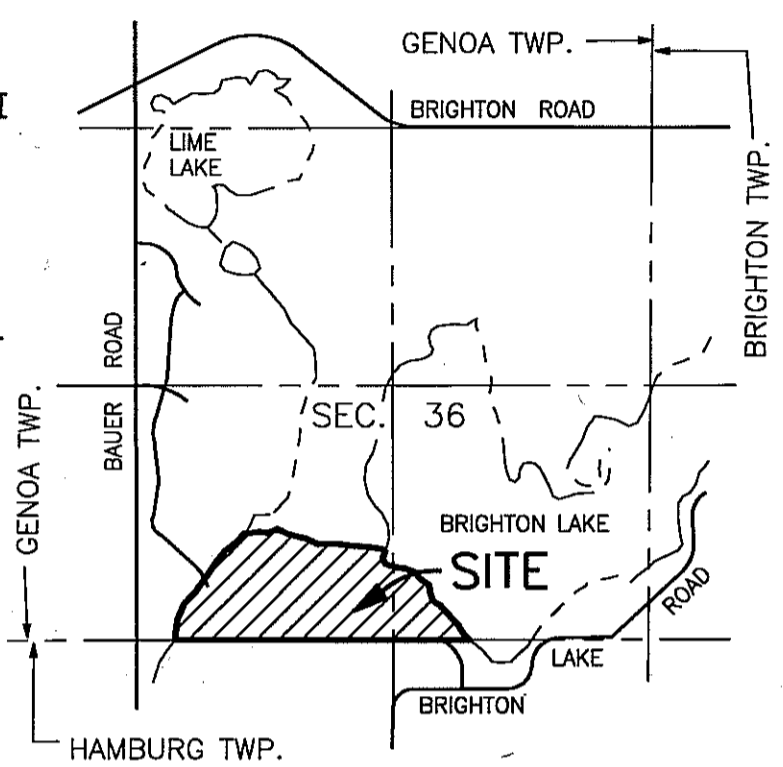 GENOA TWP.
BRIGHTON ROAD
LIME
LAKE
BRIGHTON TWP.
BAUER ROAD
GENOA TWP.
SEC. 36
BRIGHTON LAKE
SITE
ROAD
LAKE
BRIGHTON
HAMBURG TWP.